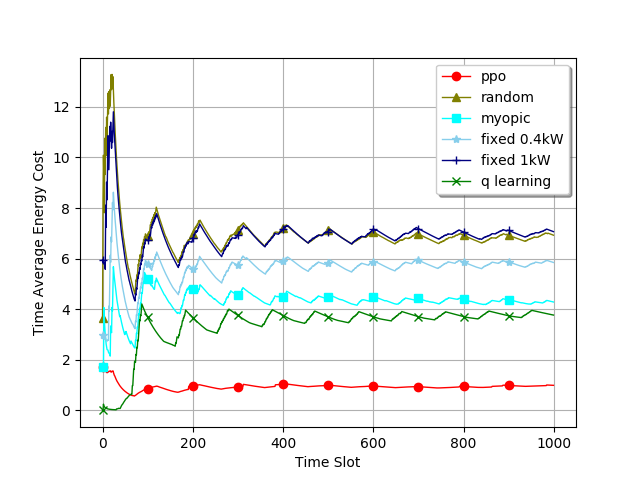 ppo
random
myopic
fixed 0.4kW
fixed 1kW
q learning
12
10
8
6
4
2
0
Time Average Energy Cost
0 200 400 600 800 1000
Time Slot